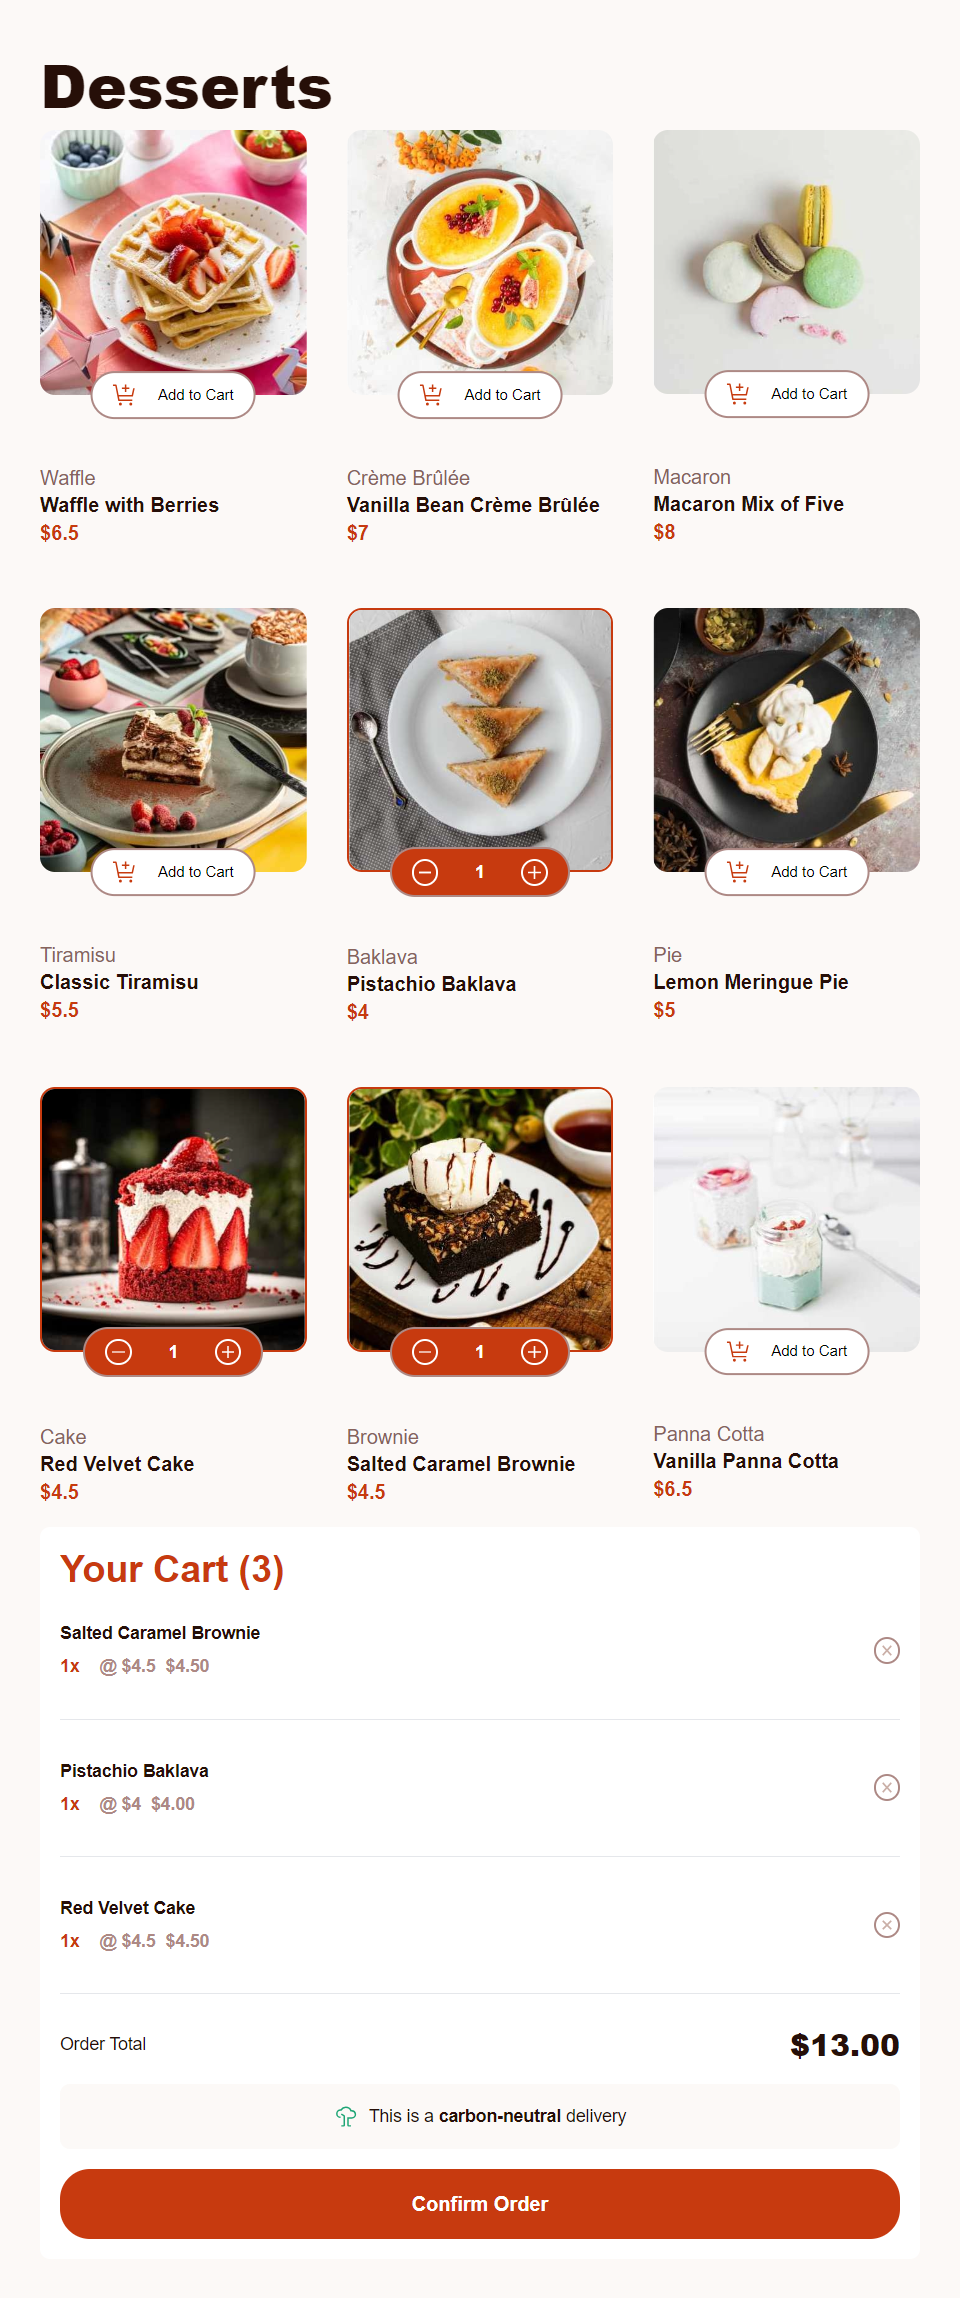 Desserts
Add to Cart
Add to Cart
Add to Cart
Waffle
Waffle with Berries
$6.5
Crème Brûlée
Vanilla Bean Crème Brûlée
$7
Macaron
Macaron Mix of Five
$8
Add to Cart
1
Add to Cart
Tiramisu
Classic Tiramisu
$5.5
Baklava
Pistachio Baklava
$4
Pie
Lemon Meringue Pie
$5
1
1
Add to Cart
Cake
Red Velvet Cake
$4.5
Brownie
Salted Caramel Brownie
$4.5
Panna Cotta
Vanilla Panna Cotta
$6.5
Your Cart (3)
Salted Caramel Brownie
1x @ $4.5 $4.50
Pistachio Baklava
1x @ $4 $4.00
Red Velvet Cake
1x @ $4.5 $4.50
Order Total $13.00
This is a carbon-neutral delivery
Confirm Order